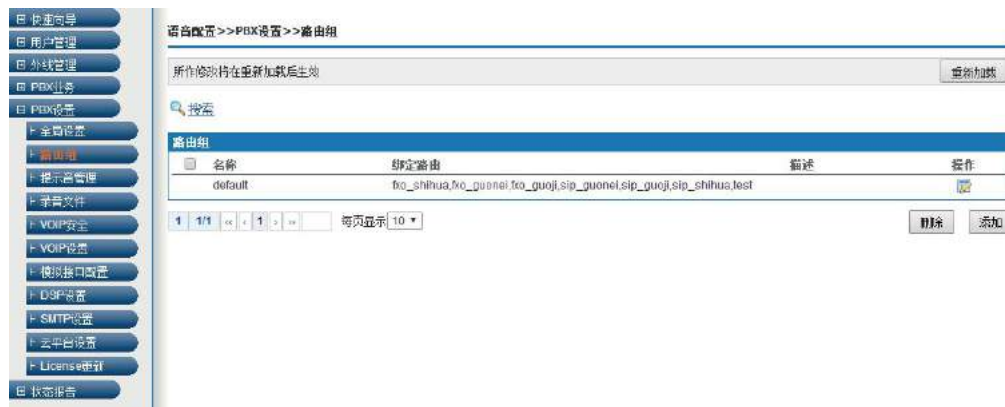 快速向导
用户管理
外线管理
PBX业务
PBX设置
全局设置
路由组
提示音管理
录音文件
VOIP安全
VOIP设置
模拟接口配置
DSP设置
SMTP设置
云平台设置
License更新
状态报告
语音配置>>PBX设置>>路由组
所作修改将在重新加载后生效 重新加载
搜索
路由组
名称 绑定路由 描述 操作
default fxo_shihua,fxo_guonei,fxo_guoji,sip_guonei,sip_guoji,sip_shihua,test
1 1/1 « ‹ 1 › » 每页显示 10
删除 添加